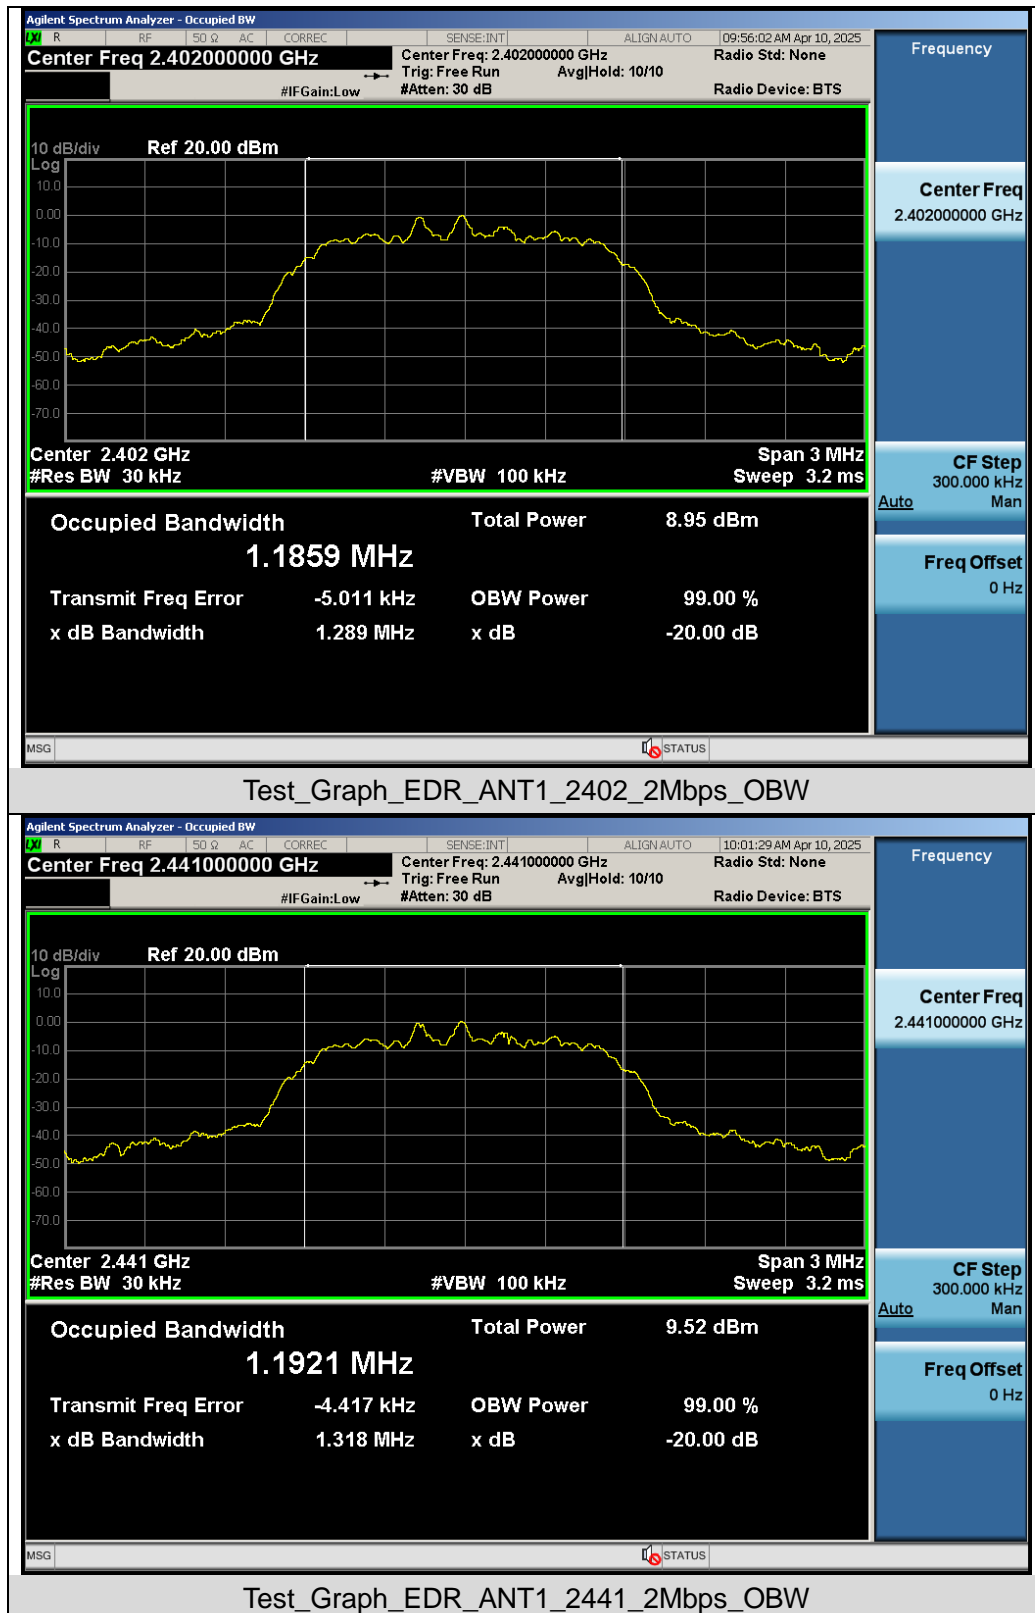 Agilent Spectrum Analyzer - Occupied BW
LXI R RF 50 Ω AC CORREC SENSE:INT ALIGN AUTO 09:56:02 AM Apr 10, 2025
Center Freq 2.402000000 GHz Center Freq: 2.402000000 GHz Radio Std: None Frequency
Trig: Free Run Avg|Hold: 10/10
#IFGain:Low #Atten: 30 dB Radio Device: BTS
10 dB/div Ref 20.00 dBm
Log
10.0
0.00
-10.0
-20.0
-30.0
-40.0
-50.0
-60.0
-70.0
Center Freq
2.402000000 GHz
Center 2.402 GHz Span 3 MHz
#Res BW 30 kHz #VBW 100 kHz Sweep 3.2 ms
CF Step
300.000 kHz
Auto Man
Occupied Bandwidth Total Power 8.95 dBm
1.1859 MHz
Transmit Freq Error -5.011 kHz OBW Power 99.00 %
x dB Bandwidth 1.289 MHz x dB -20.00 dB
Freq Offset
0 Hz
MSG STATUS
Test_Graph_EDR_ANT1_2402_2Mbps_OBW
Agilent Spectrum Analyzer - Occupied BW
LXI R RF 50 Ω AC CORREC SENSE:INT ALIGN AUTO 10:01:29 AM Apr 10, 2025
Center Freq 2.441000000 GHz Center Freq: 2.441000000 GHz Radio Std: None Frequency
Trig: Free Run Avg|Hold: 10/10
#IFGain:Low #Atten: 30 dB Radio Device: BTS
10 dB/div Ref 20.00 dBm
Log
10.0
0.00
-10.0
-20.0
-30.0
-40.0
-50.0
-60.0
-70.0
Center Freq
2.441000000 GHz
Center 2.441 GHz Span 3 MHz
#Res BW 30 kHz #VBW 100 kHz Sweep 3.2 ms
CF Step
300.000 kHz
Auto Man
Occupied Bandwidth Total Power 9.52 dBm
1.1921 MHz
Transmit Freq Error -4.417 kHz OBW Power 99.00 %
x dB Bandwidth 1.318 MHz x dB -20.00 dB
Freq Offset
0 Hz
MSG STATUS
Test_Graph_EDR_ANT1_2441_2Mbps_OBW